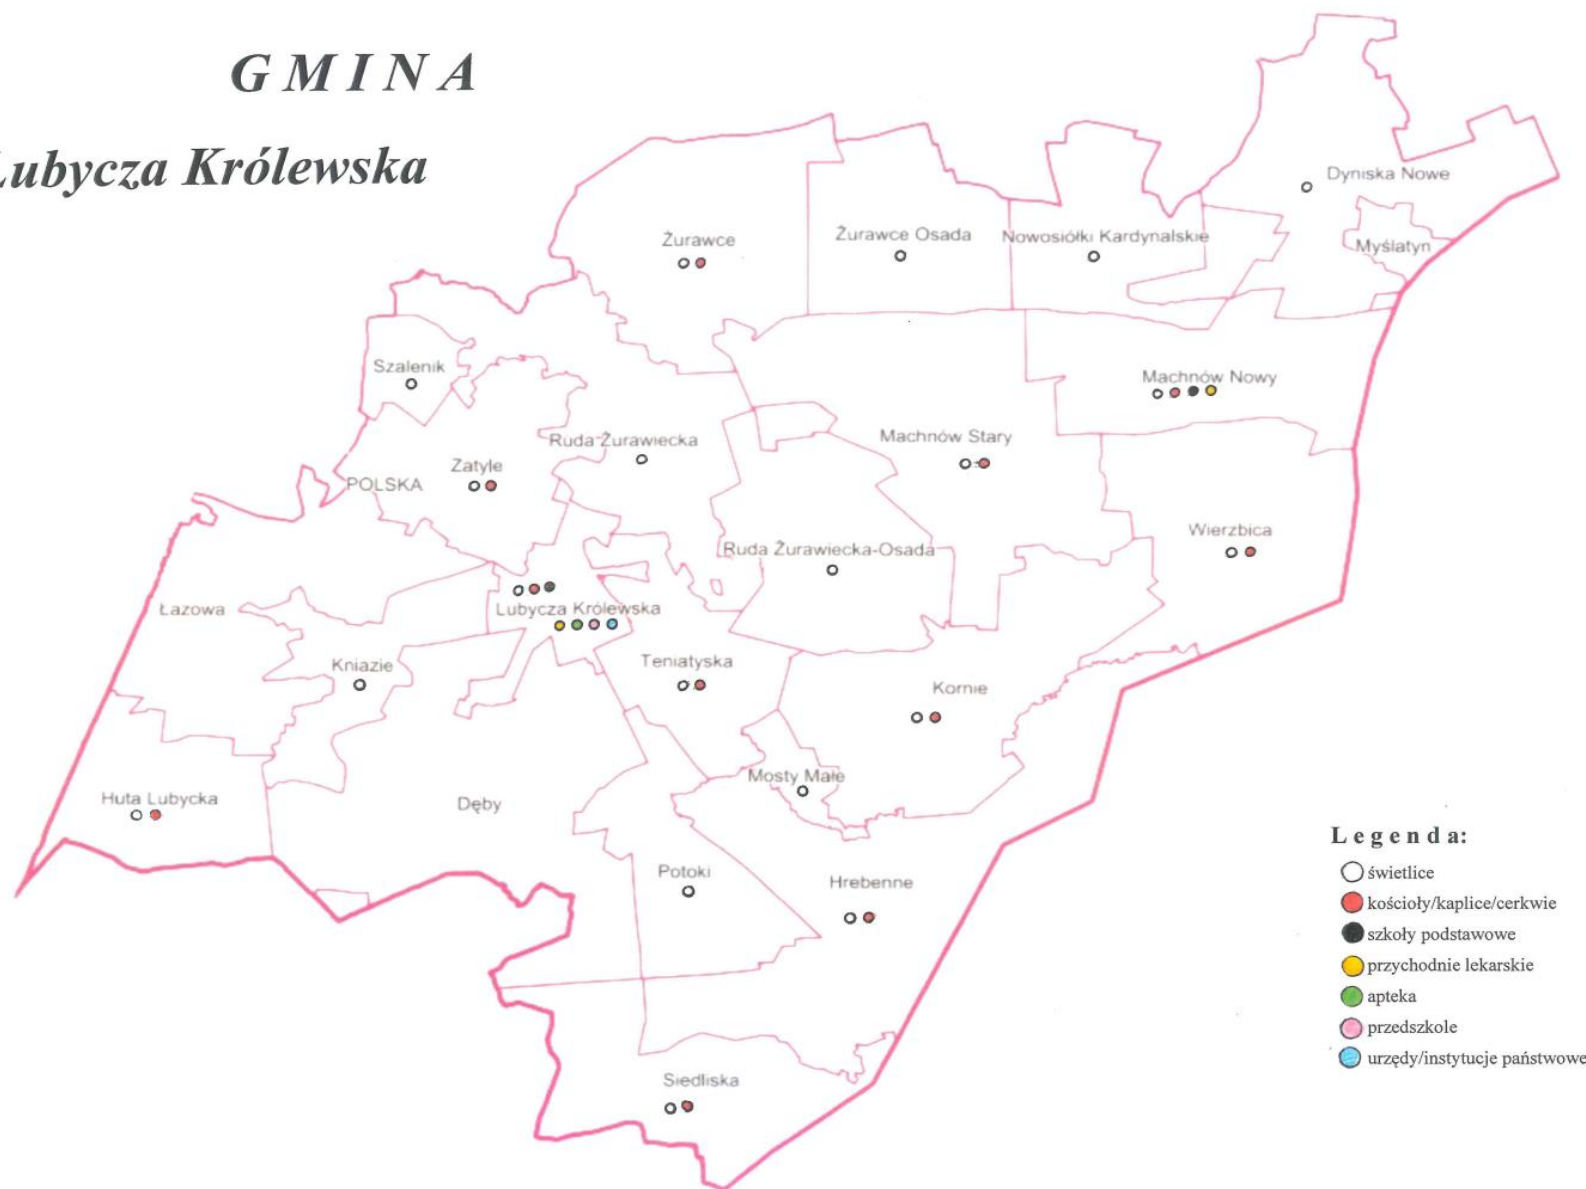 GMINA
Lubycza Królewska
Dyniska Nowe
Żurawce
Żurawce Osada
Nowosiółki Kardynalskie
Myślatyn
Szalenik
Machnów Nowy
Ruda Żurawiecka
Machnów Stary
Zatyle
POLSKA
Wierzbica
Ruda Żurawiecka-Osada
Łazowa
Lubycza Królewska
Kniazie
Teniatyska
Kornie
Mosty Małe
Huta Lubycka
Dęby
Potoki
Hrebenne
Siedliska
Legenda:
świetlice
kościoły/kaplice/cerkwie
szkoły podstawowe
przychodnie lekarskie
apteka
przedszkole
urzędy/instytucje państwowe